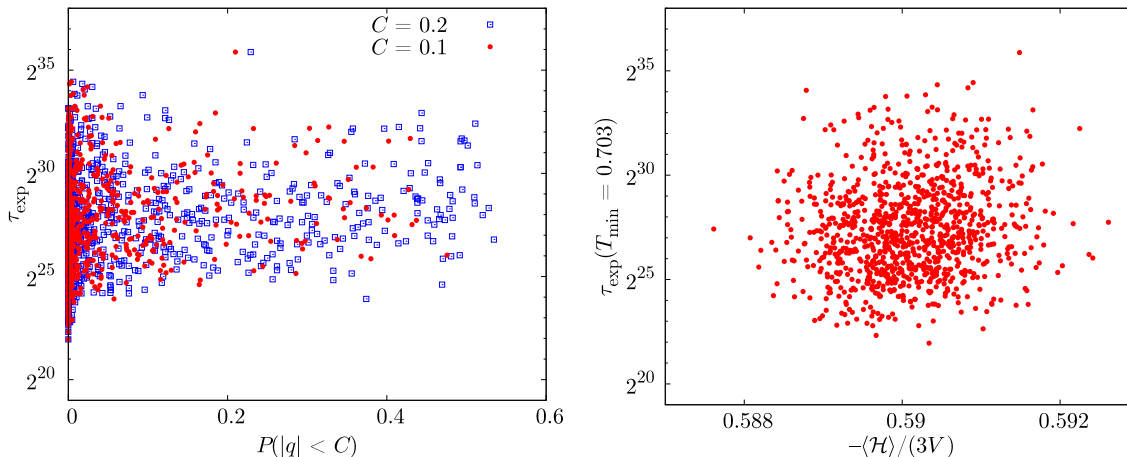 C = 0.2
C = 0.1
τ_exp
2^35
2^30
2^25
2^20
0
0.2
0.4
0.6
P(|q| < C)
τ_exp(T_min = 0.703)
2^35
2^30
2^25
2^20
0.588
0.59
0.592
−⟨ℋ⟩/(3V)